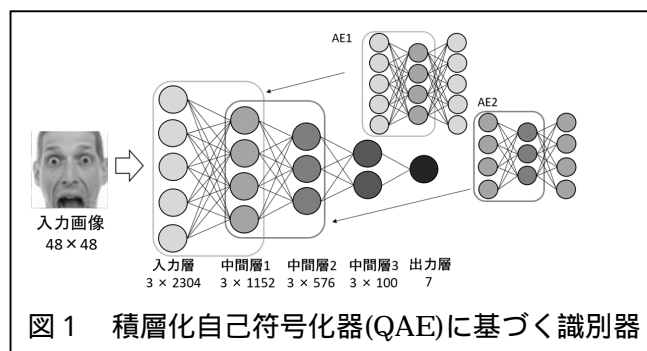 AE1
AE2
入力画像
48×48
入力層 中間層1 中間層2 中間層3 出力層
3 × 2304 3 × 1152 3 × 576 3 × 100 7
図 1 積層化自己符号化器(QAE)に基づく識別器